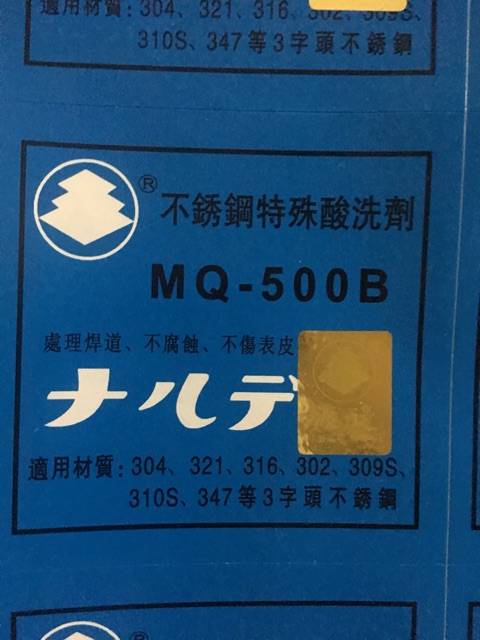 適用材質：304、321、316、302、309S、
310S、347等3字頭不銹鋼
®
不銹鋼特殊酸洗劑
MQ-500B
處理焊道、不腐蝕、不傷表皮
ナルデ
適用材質：304、321、316、302、309S、
310S、347等3字頭不銹鋼
®